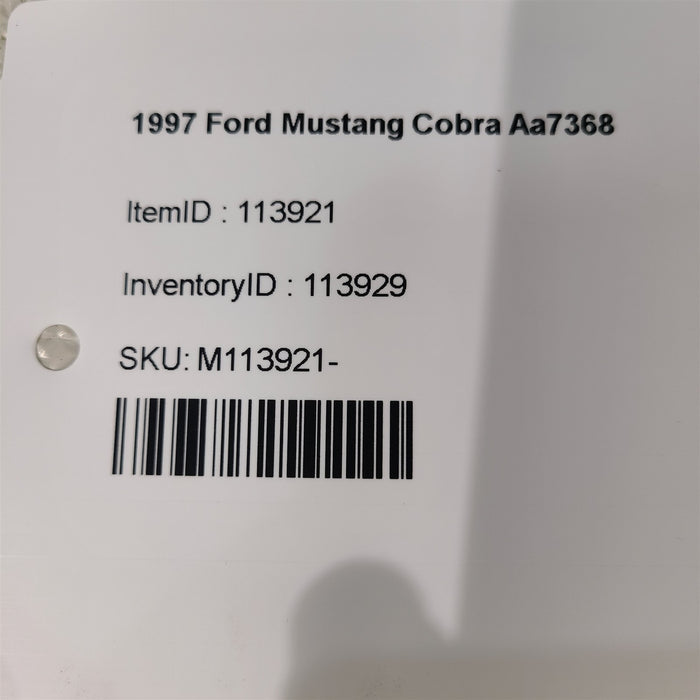 1997 Ford Mustang Cobra Aa7368
ItemID : 113921
InventoryID : 113929
SKU: M113921-